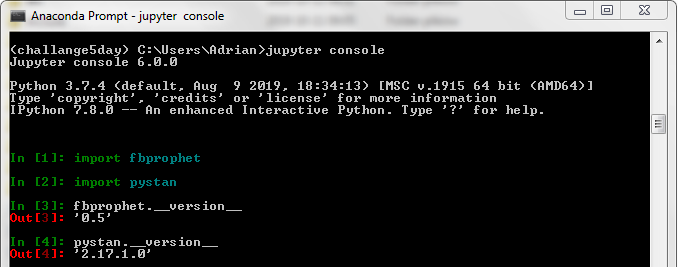 Anaconda Prompt - jupyter console
(challange5day) C:\Users\Adrian>jupyter console
Jupyter console 6.0.0
Python 3.7.4 (default, Aug  9 2019, 18:34:13) [MSC v.1915 64 bit (AMD64)]
Type 'copyright', 'credits' or 'license' for more information
IPython 7.8.0 -- An enhanced Interactive Python. Type '?' for help.
In [1]: import fbprophet
In [2]: import pystan
In [3]: fbprophet.__version__
Out[3]: '0.5'
In [4]: pystan.__version__
Out[4]: '2.17.1.0'